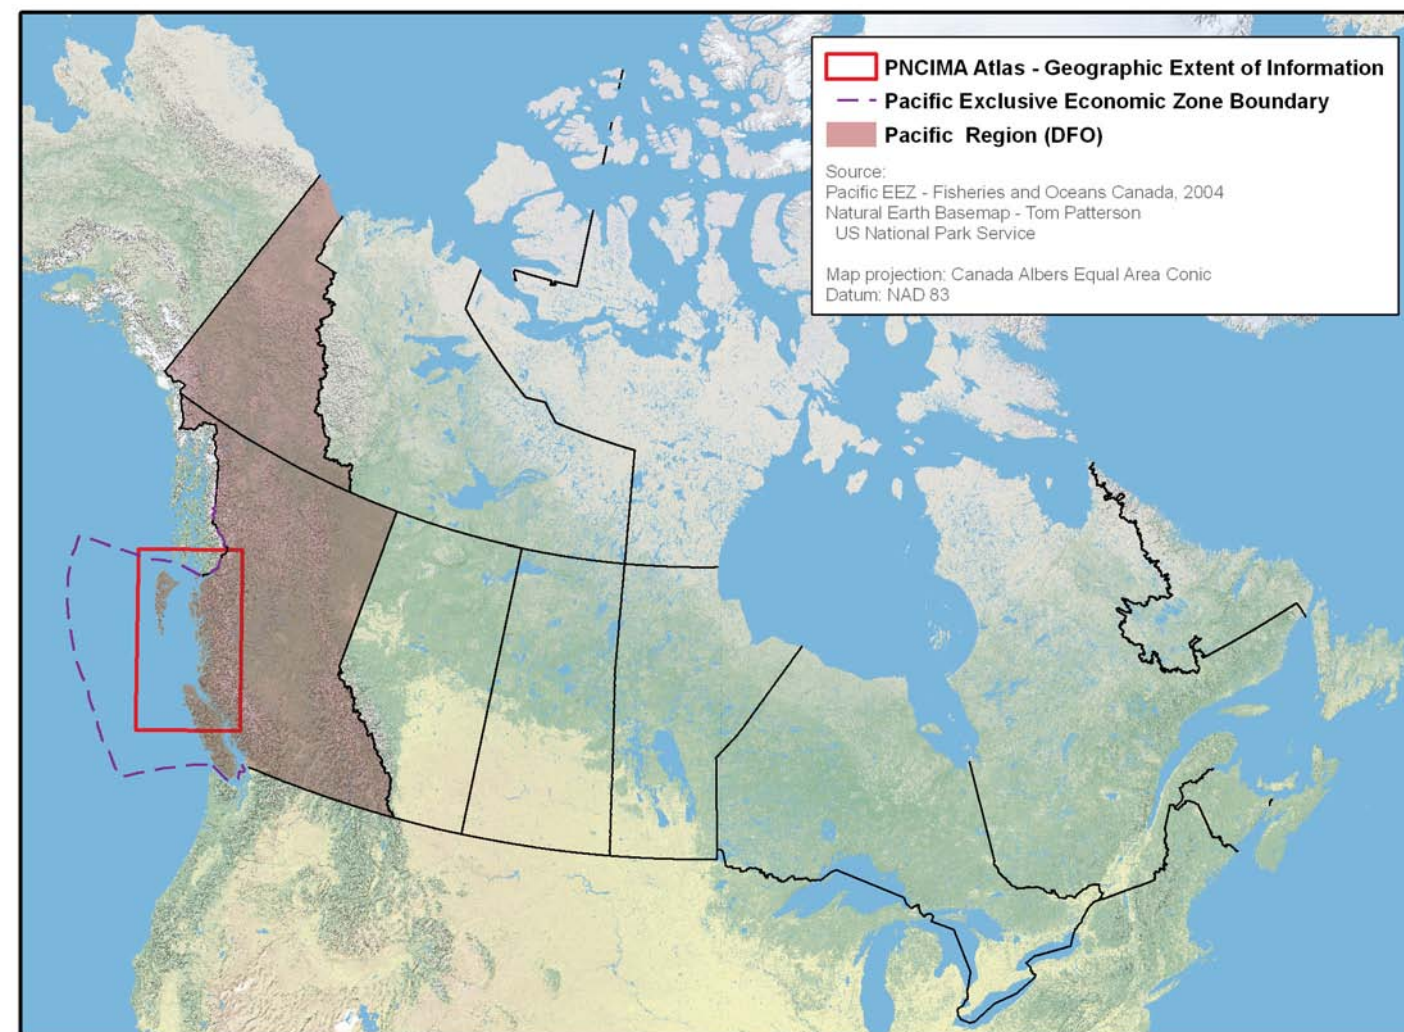 PNCIMA Atlas - Geographic Extent of Information
Pacific Exclusive Economic Zone Boundary
Pacific Region (DFO)
Source:
Pacific EEZ - Fisheries and Oceans Canada, 2004
Natural Earth Basemap - Tom Patterson
US National Park Service
Map projection: Canada Albers Equal Area Conic
Datum: NAD 83